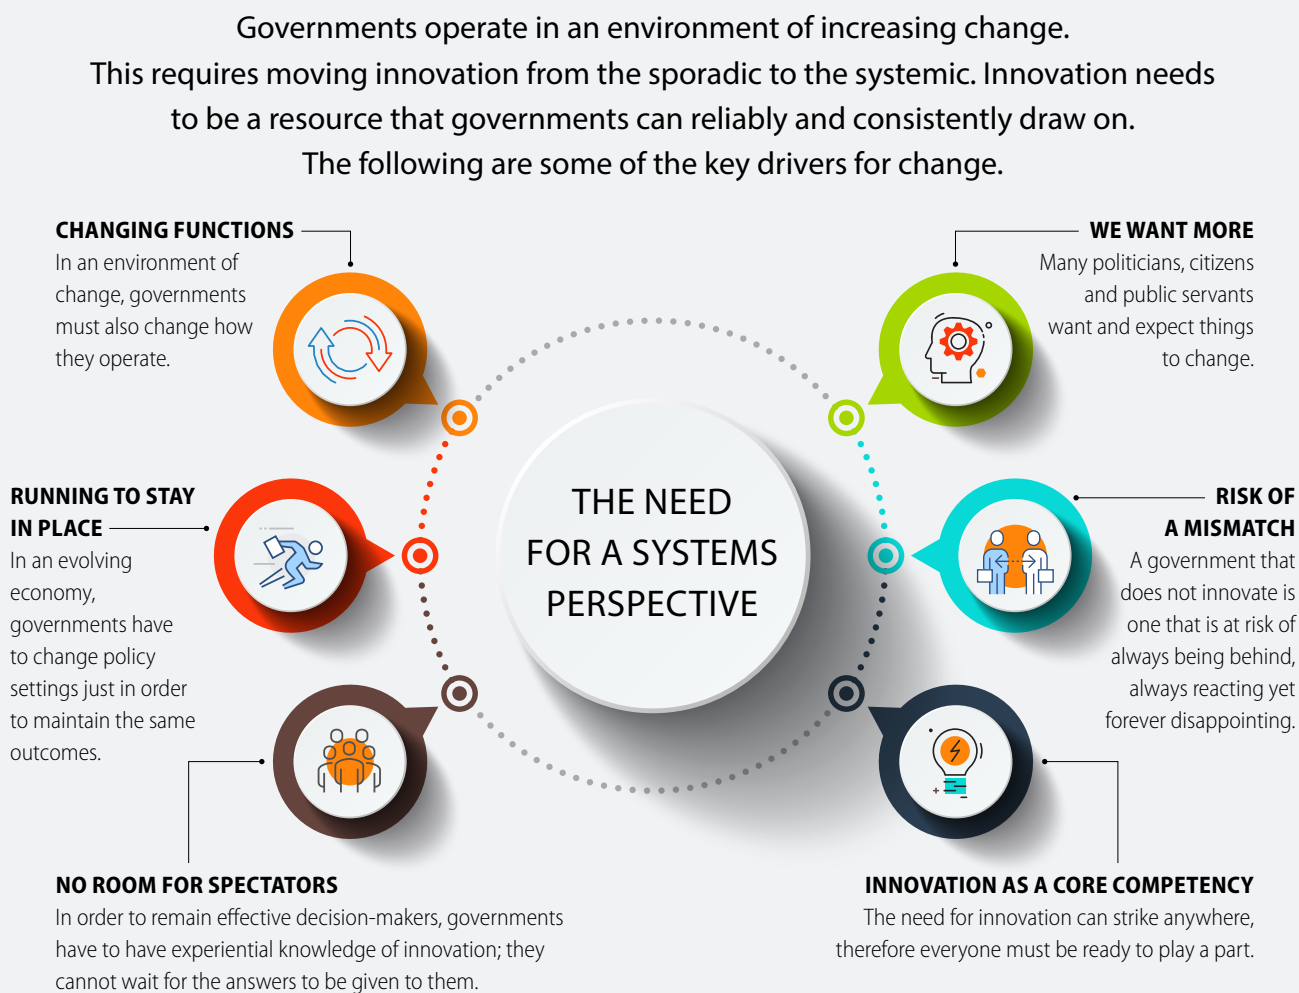 Governments operate in an environment of increasing change.
This requires moving innovation from the sporadic to the systemic. Innovation needs
to be a resource that governments can reliably and consistently draw on.
The following are some of the key drivers for change.
CHANGING FUNCTIONS
In an environment of
change, governments
must also change how
they operate.
WE WANT MORE
Many politicians, citizens
and public servants
want and expect things
to change.
RUNNING TO STAY
IN PLACE
In an evolving
economy,
governments have
to change policy
settings just in order
to maintain the same
outcomes.
THE NEED
FOR A SYSTEMS
PERSPECTIVE
RISK OF
A MISMATCH
A government that
does not innovate is
one that is at risk of
always being behind,
always reacting yet
forever disappointing.
NO ROOM FOR SPECTATORS
In order to remain effective decision-makers, governments
have to have experiential knowledge of innovation; they
cannot wait for the answers to be given to them.
INNOVATION AS A CORE COMPETENCY
The need for innovation can strike anywhere,
therefore everyone must be ready to play a part.